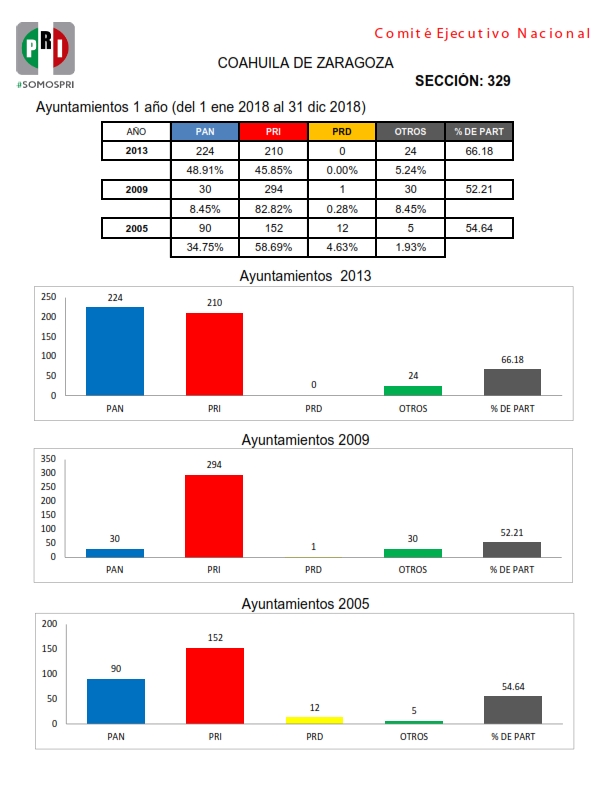 Comité Ejecutivo Nacional
PRI
#SOMOSPRI
COAHUILA DE ZARAGOZA
SECCIÓN: 329
Ayuntamientos 1 año (del 1 ene 2018 al 31 dic 2018)
AÑO PAN PRI PRD OTROS % DE PART
2013 224 210 0 24 66.18
48.91% 45.85% 0.00% 5.24%
2009 30 294 1 30 52.21
8.45% 82.82% 0.28% 8.45%
2005 90 152 12 5 54.64
34.75% 58.69% 4.63% 1.93%
Ayuntamientos 2013
250
200
150
100
50
0
224
210
0
24
66.18
PAN PRI PRD OTROS % DE PART
Ayuntamientos 2009
350
300
250
200
150
100
50
0
30
294
1
30
52.21
PAN PRI PRD OTROS % DE PART
Ayuntamientos 2005
200
150
100
50
0
90
152
12
5
54.64
PAN PRI PRD OTROS % DE PART